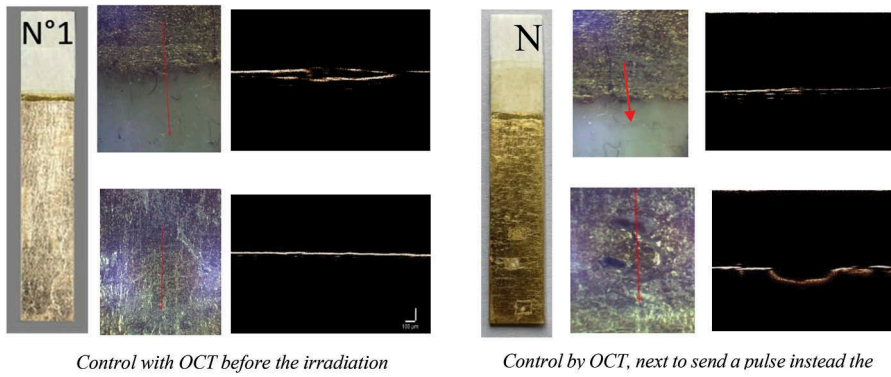 N°1
N
100 µm
Control with OCT before the irradiation
Control by OCT, next to send a pulse instead the